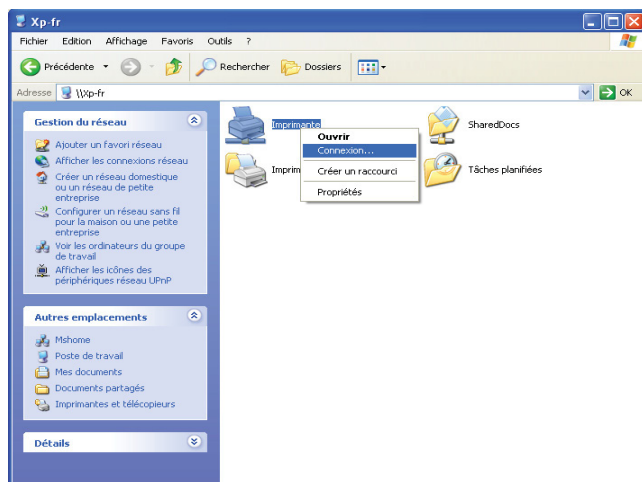 Xp-fr
Fichier Edition Affichage Favoris Outils ?
Précédente Rechercher Dossiers
Adresse \\Xp-fr OK
Gestion du réseau
Ajouter un favori réseau
Afficher les connexions réseau
Créer un réseau domestique
ou un réseau de petite
entreprise
Configurer un réseau sans fil
pour la maison ou une petite
entreprise
Voir les ordinateurs du groupe
de travail
Afficher les icônes des
périphériques réseau UPnP
Autres emplacements
Mshome
Poste de travail
Mes documents
Documents partagés
Imprimantes et télécopieurs
Détails
Imprimante
Ouvrir
Connexion...
Créer un raccourci
Propriétés
Imprim
SharedDocs
Tâches planifiées